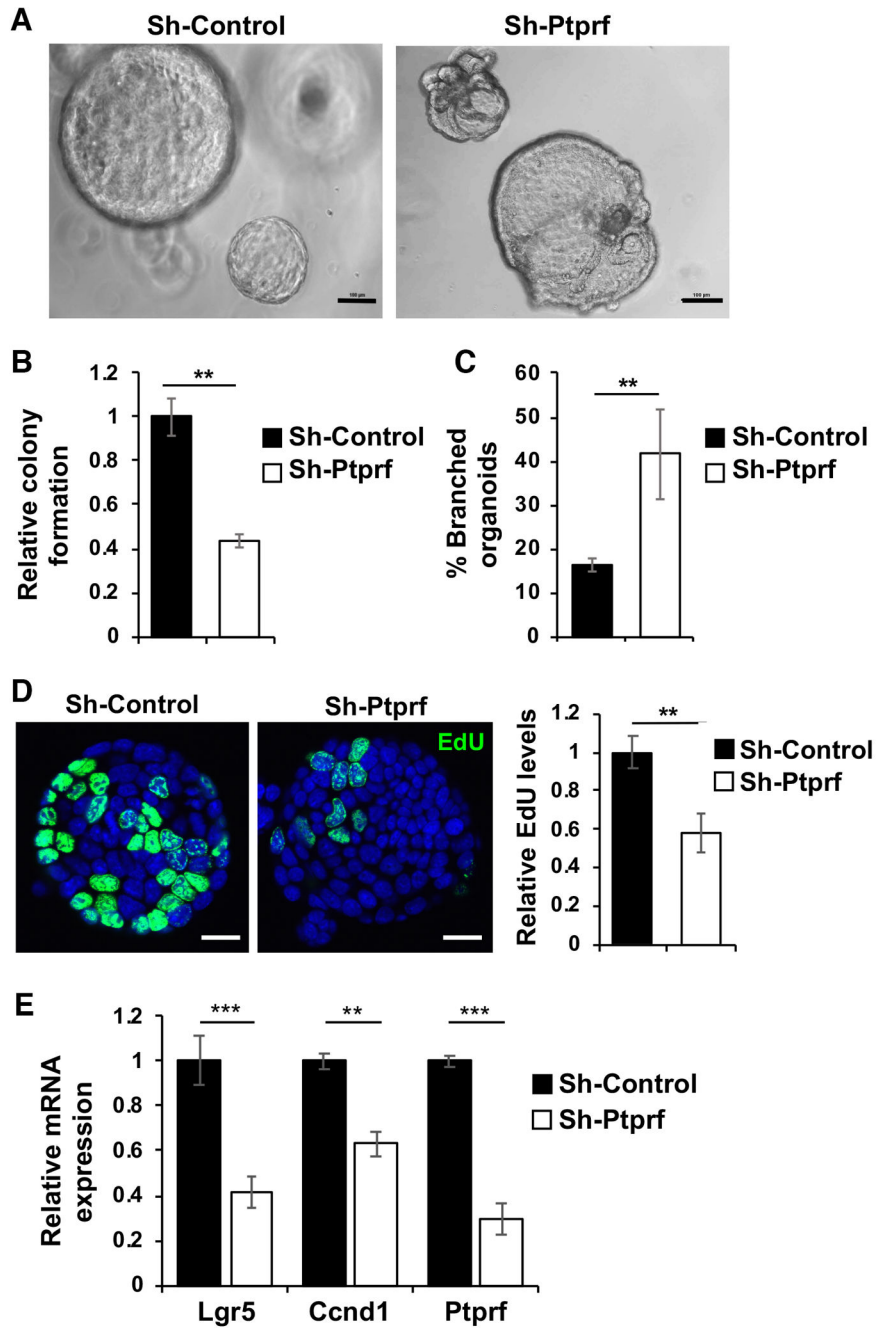 A
Sh-Control
Sh-Ptprf
100 μm
100 μm
B
Relative colony
formation
1.2
1
0.8
0.6
0.4
0.2
0
**
Sh-Control
Sh-Ptprf
C
% Branched
organoids
60
50
40
30
20
10
0
**
Sh-Control
Sh-Ptprf
D
Sh-Control
Sh-Ptprf
EdU
Relative EdU levels
1.2
1
0.8
0.6
0.4
0.2
0
**
Sh-Control
Sh-Ptprf
E
Relative mRNA
expression
1.2
1
0.8
0.6
0.4
0.2
0
***
**
***
Sh-Control
Sh-Ptprf
Lgr5
Ccnd1
Ptprf